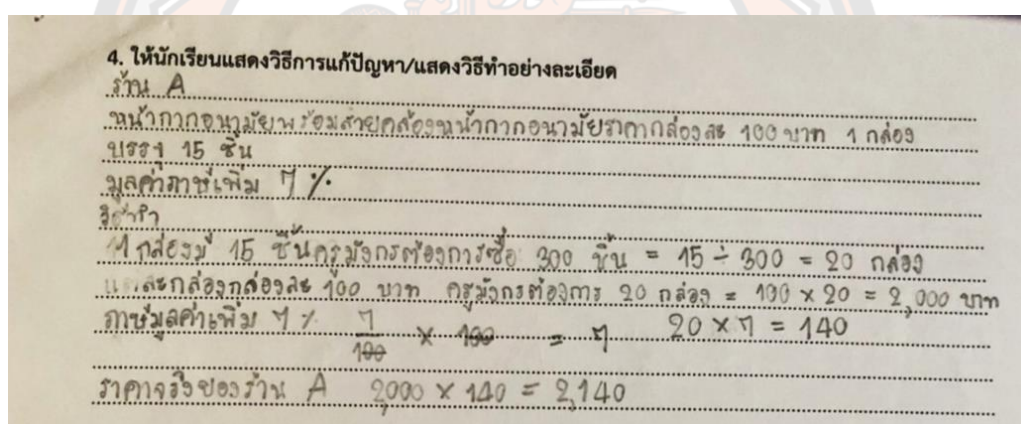 4. ให้นักเรียนแสดงวิธีการแก้ปัญหา/แสดงวิธีทำอย่างละเอียด
ร้าน A
หน้ากากอนามัยพร้อมสายคล้องหน้ากากอนามัยราคากล่องละ 100 บาท 1 กล่อง
บรรจุ 15 ชิ้น
มูลค่าภาษีเพิ่ม 7 %
วิธีทำ
1 กล่องมี 15 ชิ้นครูมังกรต้องการซื้อ 300 ชิ้น = 15 ÷ 300 = 20 กล่อง
แต่ละกล่องกล่องละ 100 บาท ครูมังกรต้องการ 20 กล่อง = 100 × 20 = 2,000 บาท
ภาษีมูลค่าเพิ่ม 7 % 7/100 × 100 = 7 20 × 7 = 140
ราคาจริงของร้าน A 2,000 × 140 = 2,140